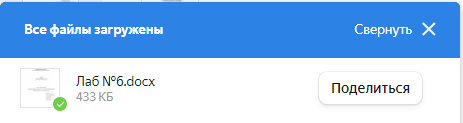 Все файлы загружены
Свернуть
Лаб №6.docx
433 КБ
Поделиться